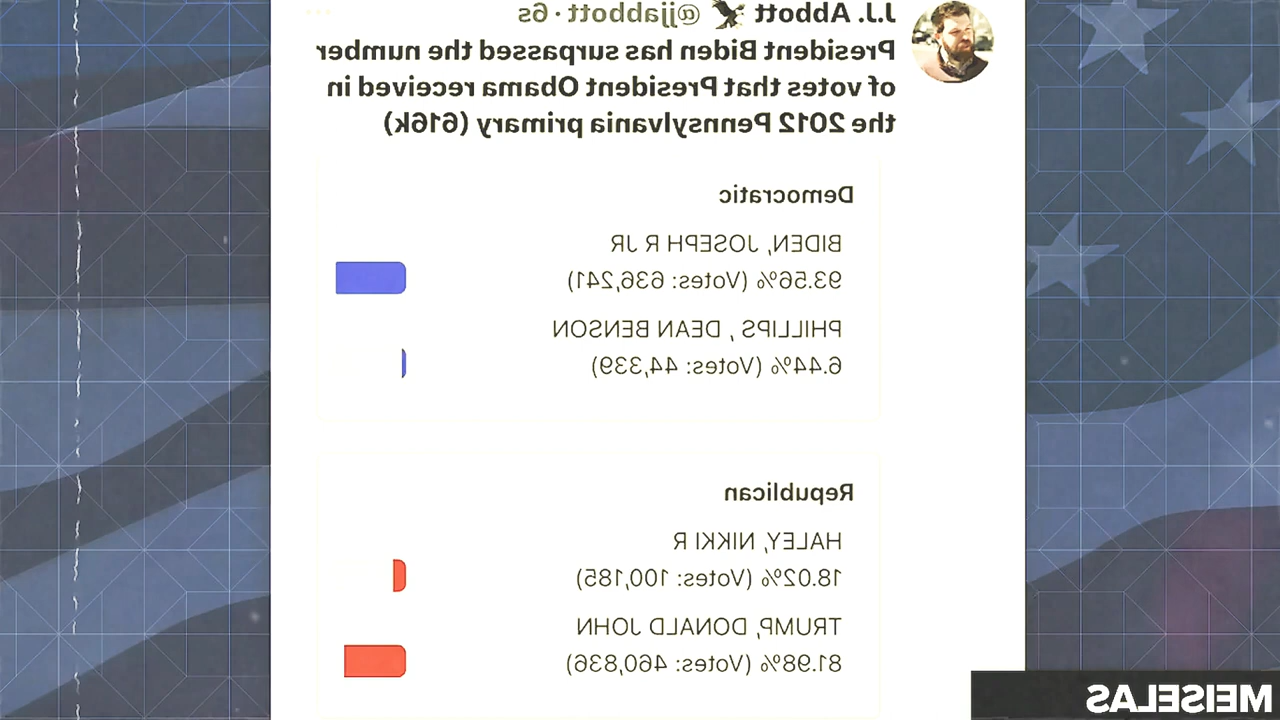 J.J. Abbott @jjabbott · 6s
President Biden has surpassed the number
of votes that President Obama received in
the 2012 Pennsylvania primary (616k)
Democratic
BIDEN, JOSEPH R JR
93.56% (Votes: 636,241)
PHILLIPS , DEAN BENSON
6.44% (Votes: 44,339)
Republican
HALEY, NIKKI R
18.02% (Votes: 100,185)
TRUMP, DONALD JOHN
81.98% (Votes: 460,836)
MEISELAS